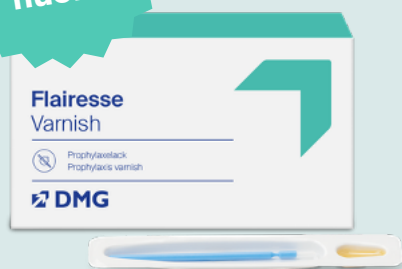 Flairesse
Varnish
Prophylaxelack
Prophylaxis varnish
DMG